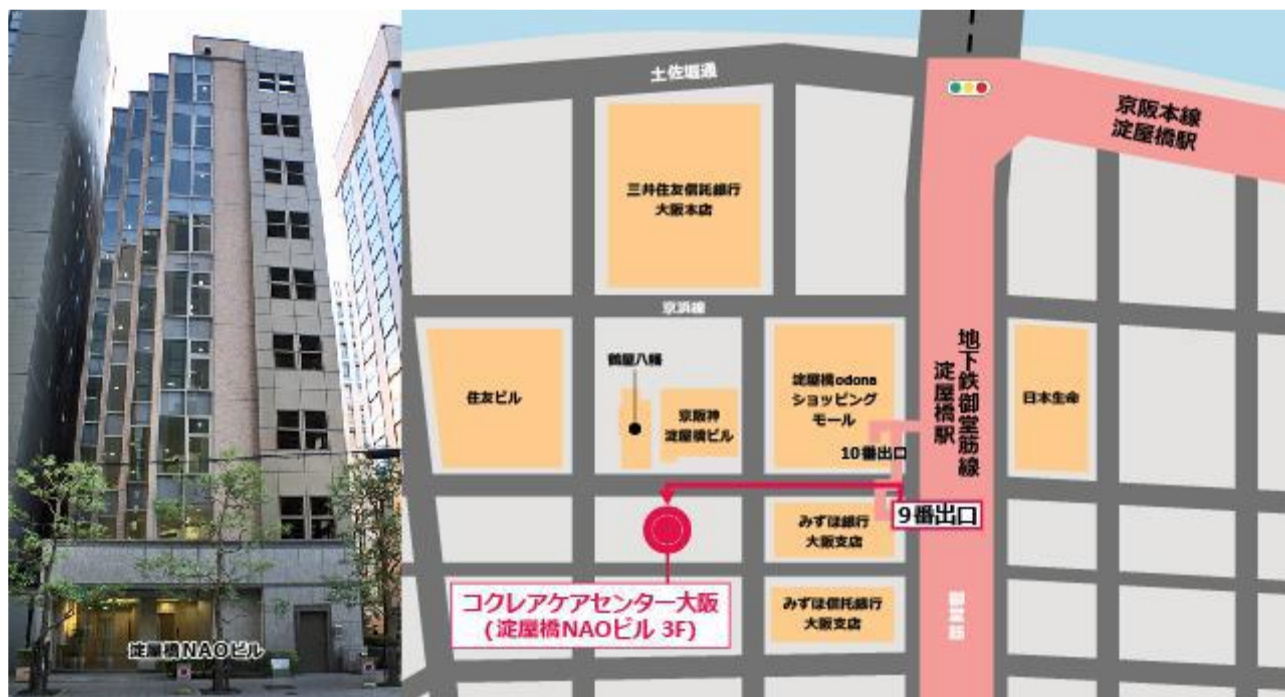 淀屋橋NAOビル
土佐堀通
京阪本線
淀屋橋駅
三井住友信託銀行
大阪本店
京浜線
鶴屋八幡
住友ビル
京阪神
淀屋橋ビル
淀屋橋odona
ショッピング
モール
10番出口
地下鉄御堂筋線
淀屋橋駅
日本生命
9番出口
みずほ銀行
大阪支店
コクレアケアセンター大阪
(淀屋橋NAOビル 3F)
みずほ信託銀行
大阪支店
御堂筋